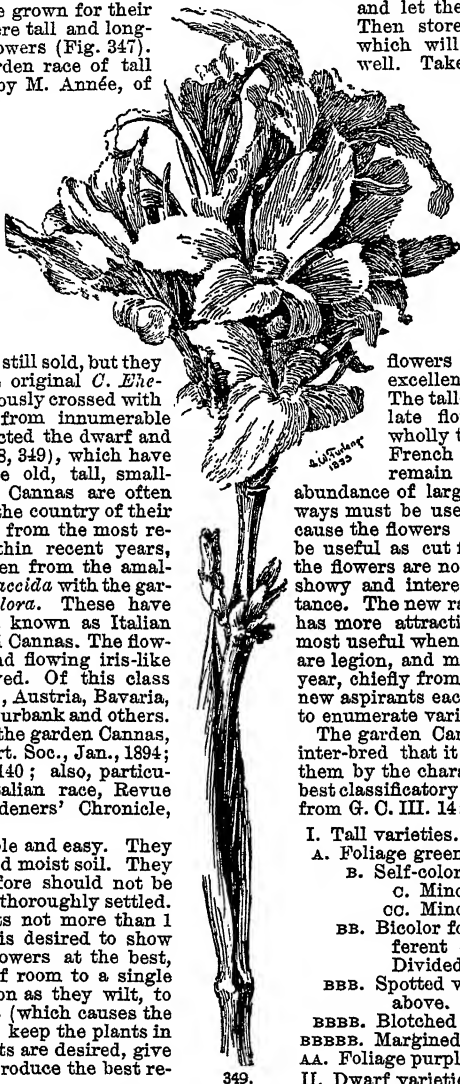 e grown for their
ere tall and long-
owers (Fig. 347).
rden race of tall
by M. Année, of
still sold, but they
original C. Ehe-
ously crossed with
from innumerable
cted the dwarf and
8, 349), which have
e old, tall, small-
Cannas are often
the country of their
from the most re-
thin recent years,
en from the amal-
accida with the gar-
lora. These have
known as Italian
Cannas. The flow-
nd flowing iris-like
red. Of this class
, Austria, Bavaria,
urbank and others.
the garden Cannas,
rt. Soc., Jan., 1894;
140 ; also, particu-
alian race, Revue
deners' Chronicle,
ple and easy. They
d moist soil. They
fore should not be
thoroughly settled.
ts not more than 1
is desired to show
owers at the best,
f room to a single
on as they wilt, to
(which causes the
keep the plants in
ts are desired, give
roduce the best re-
349.
and let the
Then store
which will
well. Take
flowers
excellen
The talle
late flo
wholly t
French
remain
abundance of larg
ways must be use
cause the flowers
be useful as cut f
the flowers are no
showy and intere
tance. The new ra
has more attracti
most useful when
are legion, and m
year, chiefly from
new aspirants eac
to enumerate vari
The garden Can
inter-bred that it
them by the chara
best classificatory
from G. C. III. 14
I. Tall varieties.
A. Foliage green
B. Self-color
C. Mino
CC. Mino
BB. Bicolor fo
ferent
Divided
BBB. Spotted v
above.
BBBB. Blotched
BBBBB. Margined
AA. Foliage purpl
II. Dwarf varietie